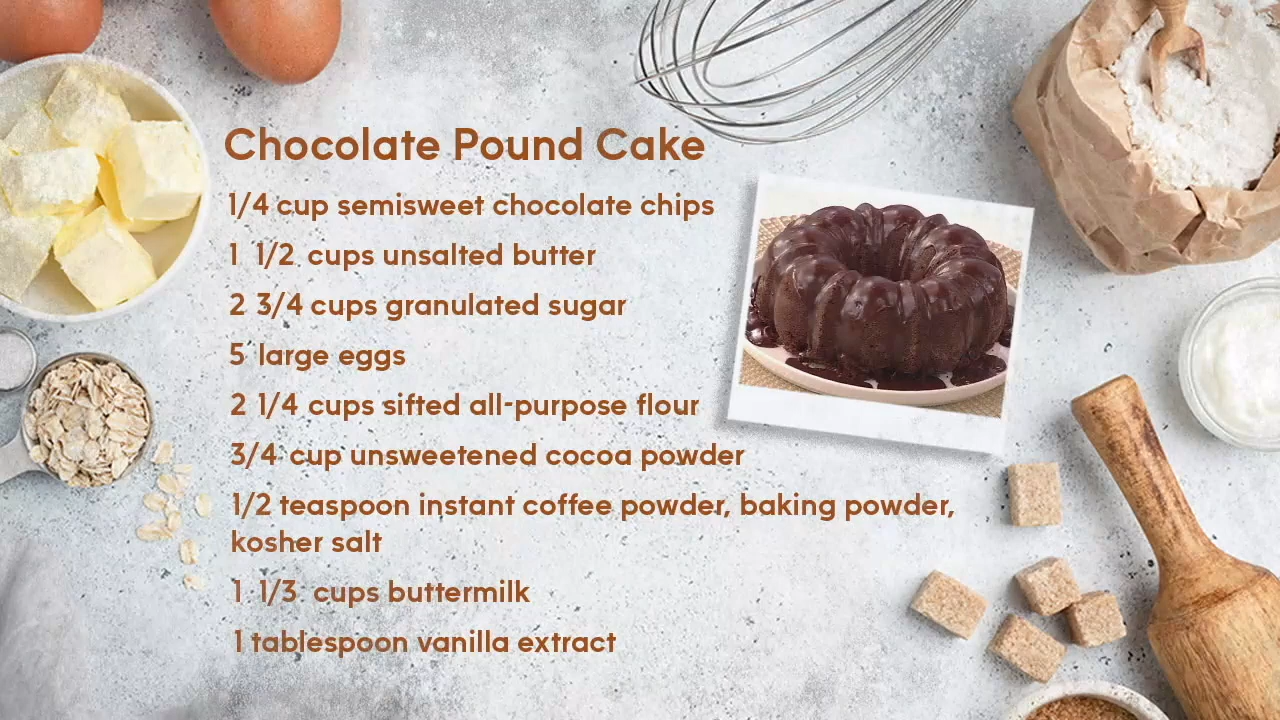 Chocolate Pound Cake
1/4 cup semisweet chocolate chips
1 1/2 cups unsalted butter
2 3/4 cups granulated sugar
5 large eggs
2 1/4 cups sifted all-purpose flour
3/4 cup unsweetened cocoa powder
1/2 teaspoon instant coffee powder, baking powder,
kosher salt
1 1/3 cups buttermilk
1 tablespoon vanilla extract